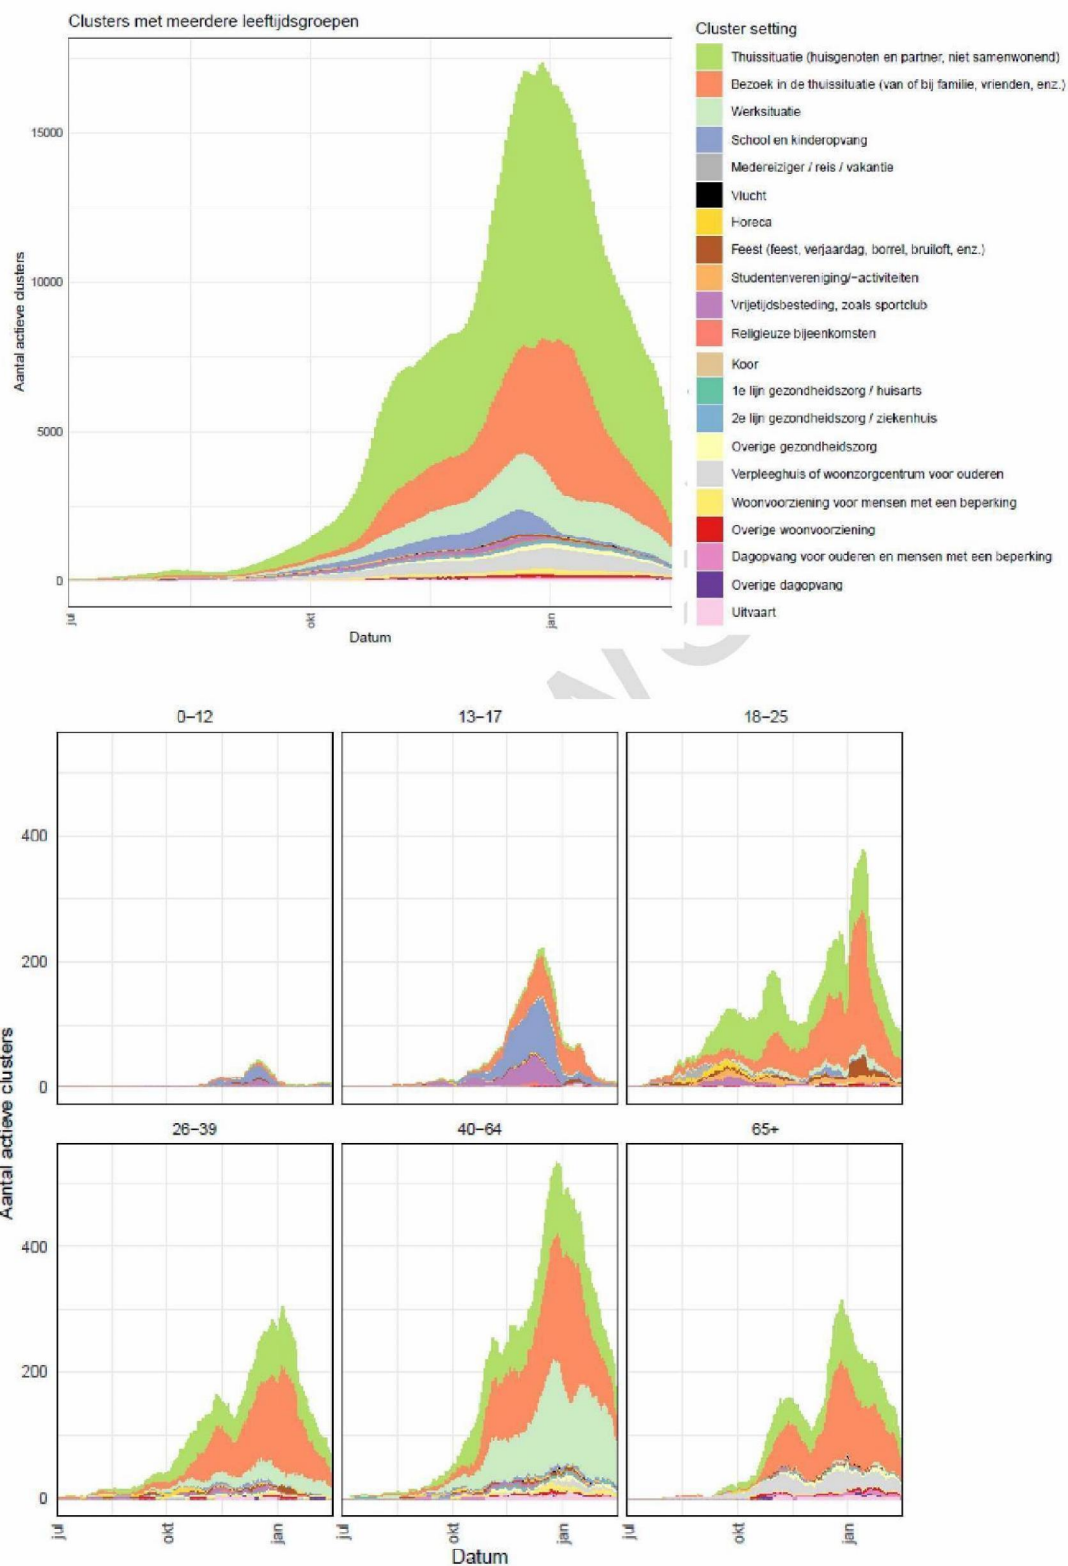 Clusters met meerdere leeftijdsgroepen
Aantal actieve clusters
15000
10000
5000
0
jul
okt
jan
Datum
Cluster setting
Thuissituatie (huisgenoten en partner, niet samenwonend)
Bezoek in de thuissituatie (van of bij familie, vrienden, enz.)
Werksituatie
School en kinderopvang
Medereiziger / reis / vakantie
Vlucht
Horeca
Feest (feest, verjaardag, borrel, bruiloft, enz.)
Studentenvereniging/−activiteiten
Vrijetijdsbesteding, zoals sportclub
Religieuze bijeenkomsten
Koor
1e lijn gezondheidszorg / huisarts
2e lijn gezondheidszorg / ziekenhuis
Overige gezondheidszorg
Verpleeghuis of woonzorgcentrum voor ouderen
Woonvoorziening voor mensen met een beperking
Overige woonvoorziening
Dagopvang voor ouderen en mensen met een beperking
Overige dagopvang
Uitvaart
0−12
13−17
18−25
400
200
0
Aantal actieve clusters
26−39
40−64
65+
400
200
0
jul
okt
jan
jul
okt
jan
jul
okt
jan
Datum